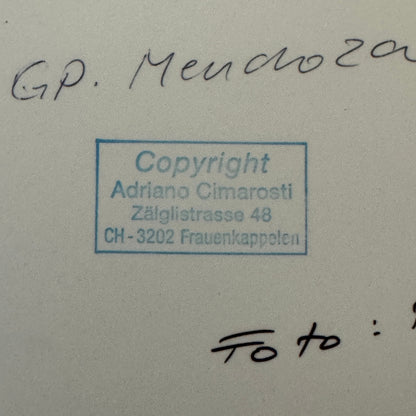 GP. Mendoza
Copyright
Adriano Cimarosti
Zälglistrasse 48
CH-3202 Frauenkappelen
Foto: